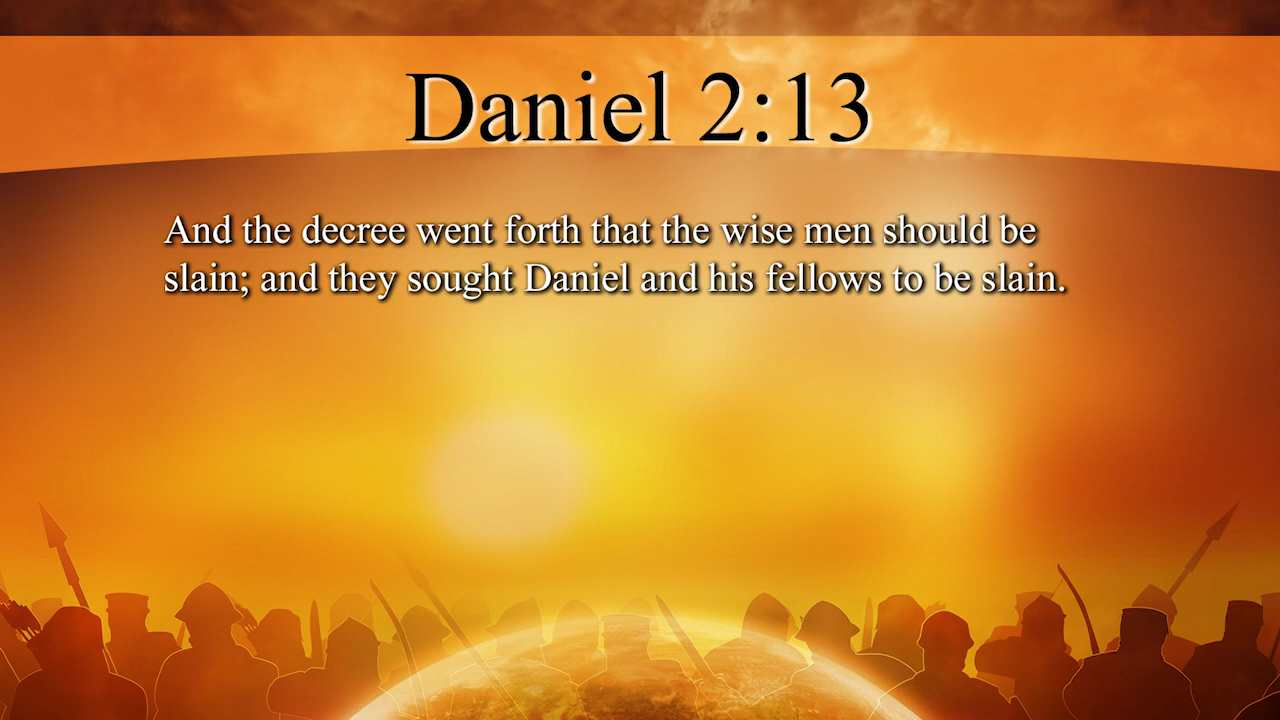 Daniel 2:13
And the decree went forth that the wise men should be
slain; and they sought Daniel and his fellows to be slain.